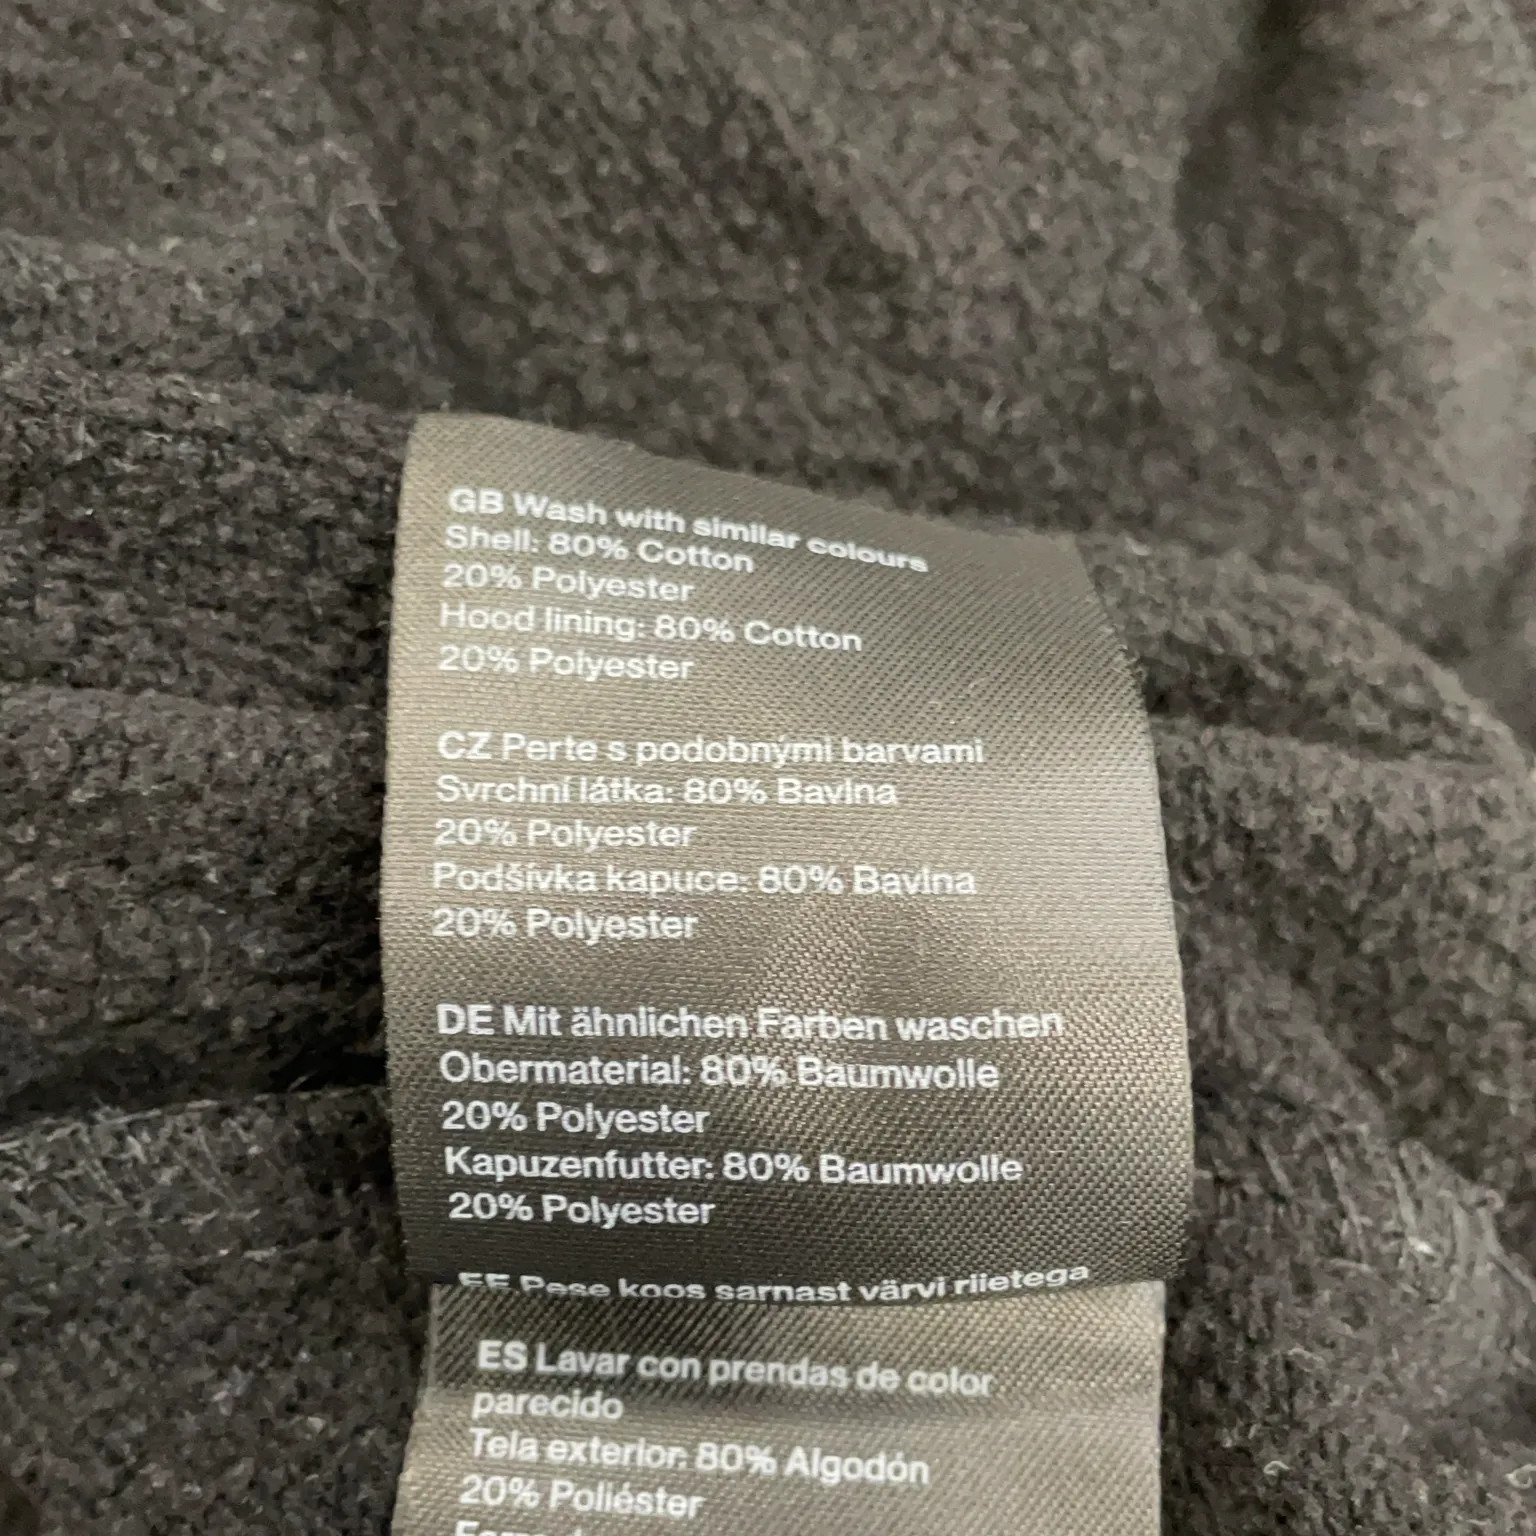 GB Wash with similar colours
Shell: 80% Cotton
20% Polyester
Hood lining: 80% Cotton
20% Polyester
CZ Perte s podobnými barvami
Svrchní látka: 80% Bavlna
20% Polyester
Podšívka kapuce: 80% Bavlna
20% Polyester
DE Mit ähnlichen Farben waschen
Obermaterial: 80% Baumwolle
20% Polyester
Kapuzenfutter: 80% Baumwolle
20% Polyester
EE Pese koos sarnast värvi riietega
ES Lavar con prendas de color
parecido
Tela exterior: 80% Algodón
20% Poliéster